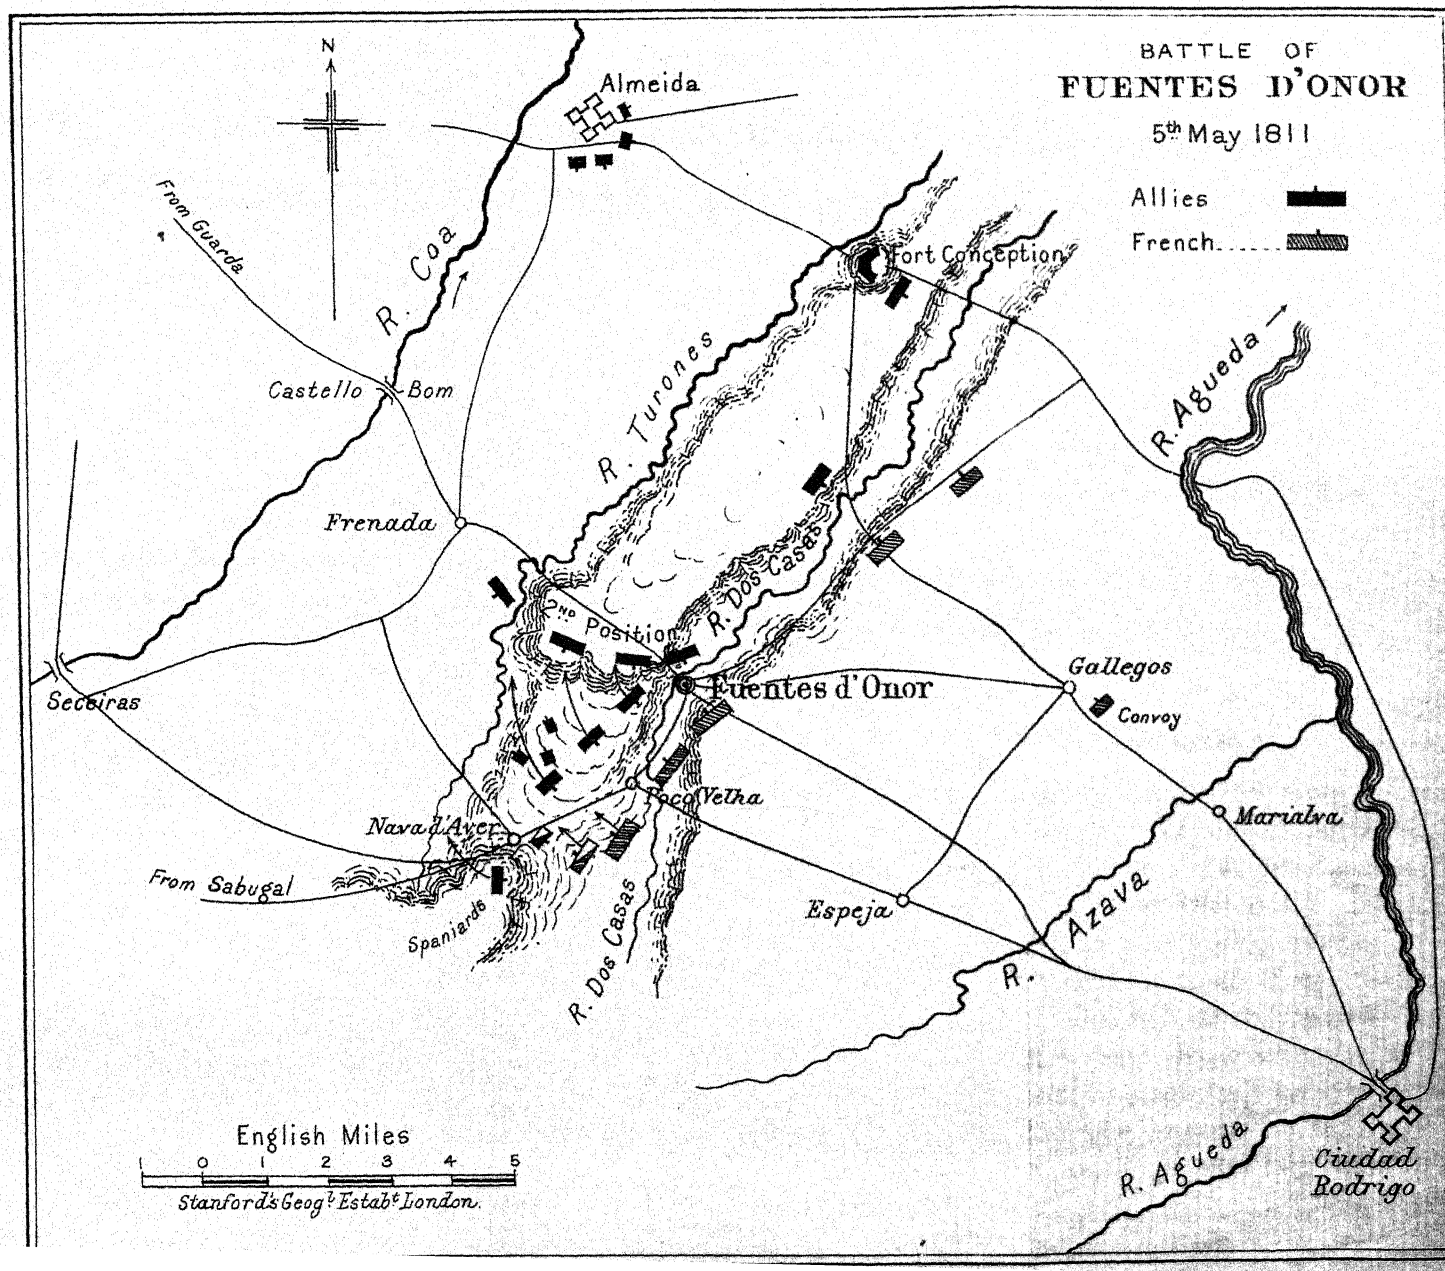 BATTLE OF
FUENTES D'ONOR
5th May 1811
Allies
French
N
Almeida
From Guarda
R. Coa
Fort Conception
R. Turones
R. Agueda
Castello Bom
Frenada
R. Dos Casas
2ND Position
Gallegos
Seceiras
Fuentes d'Onor
Convoy
Poco Velha
Marialva
Nava d'Aver
From Sabugal
Espeja
R. Azava
Spaniards
R. Dos Casas
English Miles
1 0 1 2 3 4 5
Stanford's Geogl. Estabt. London.
R. Agueda
Ciudad
Rodrigo